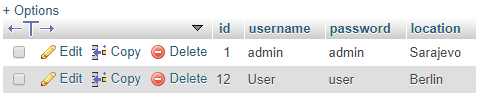 + Options
←T→ id username password location
Edit Copy Delete 1 admin admin Sarajevo
Edit Copy Delete 12 User user Berlin